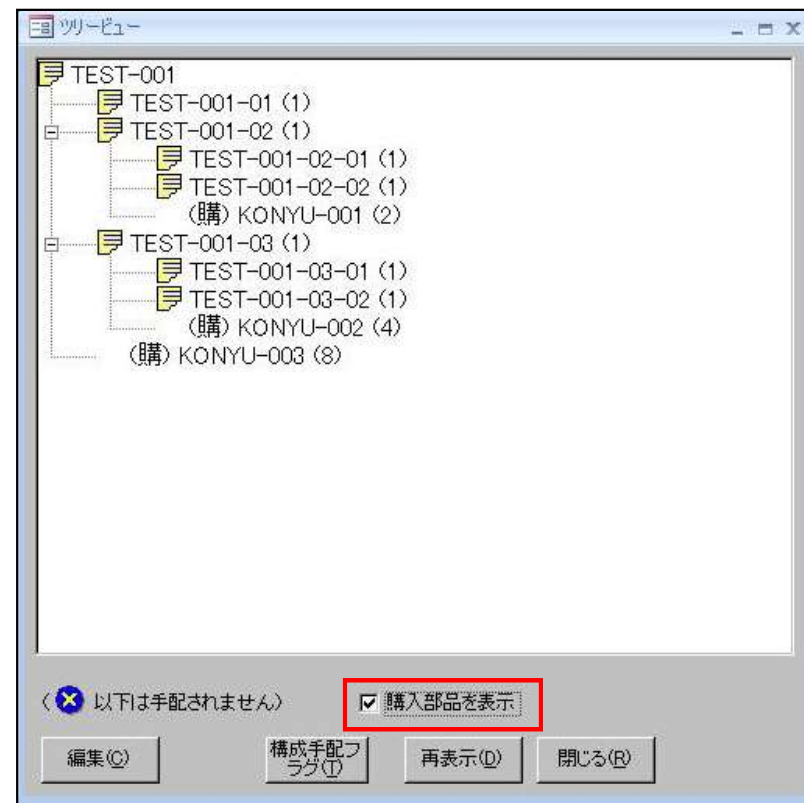 ツリービュー
TEST-001
TEST-001-01 (1)
TEST-001-02 (1)
TEST-001-02-01 (1)
TEST-001-02-02 (1)
(購) KONYU-001 (2)
TEST-001-03 (1)
TEST-001-03-01 (1)
TEST-001-03-02 (1)
(購) KONYU-002 (4)
(購) KONYU-003 (8)
( 以下は手配されません) 購入部品を表示
編集(C) 構成手配フ
ラグ(T) 再表示(D) 閉じる(R)